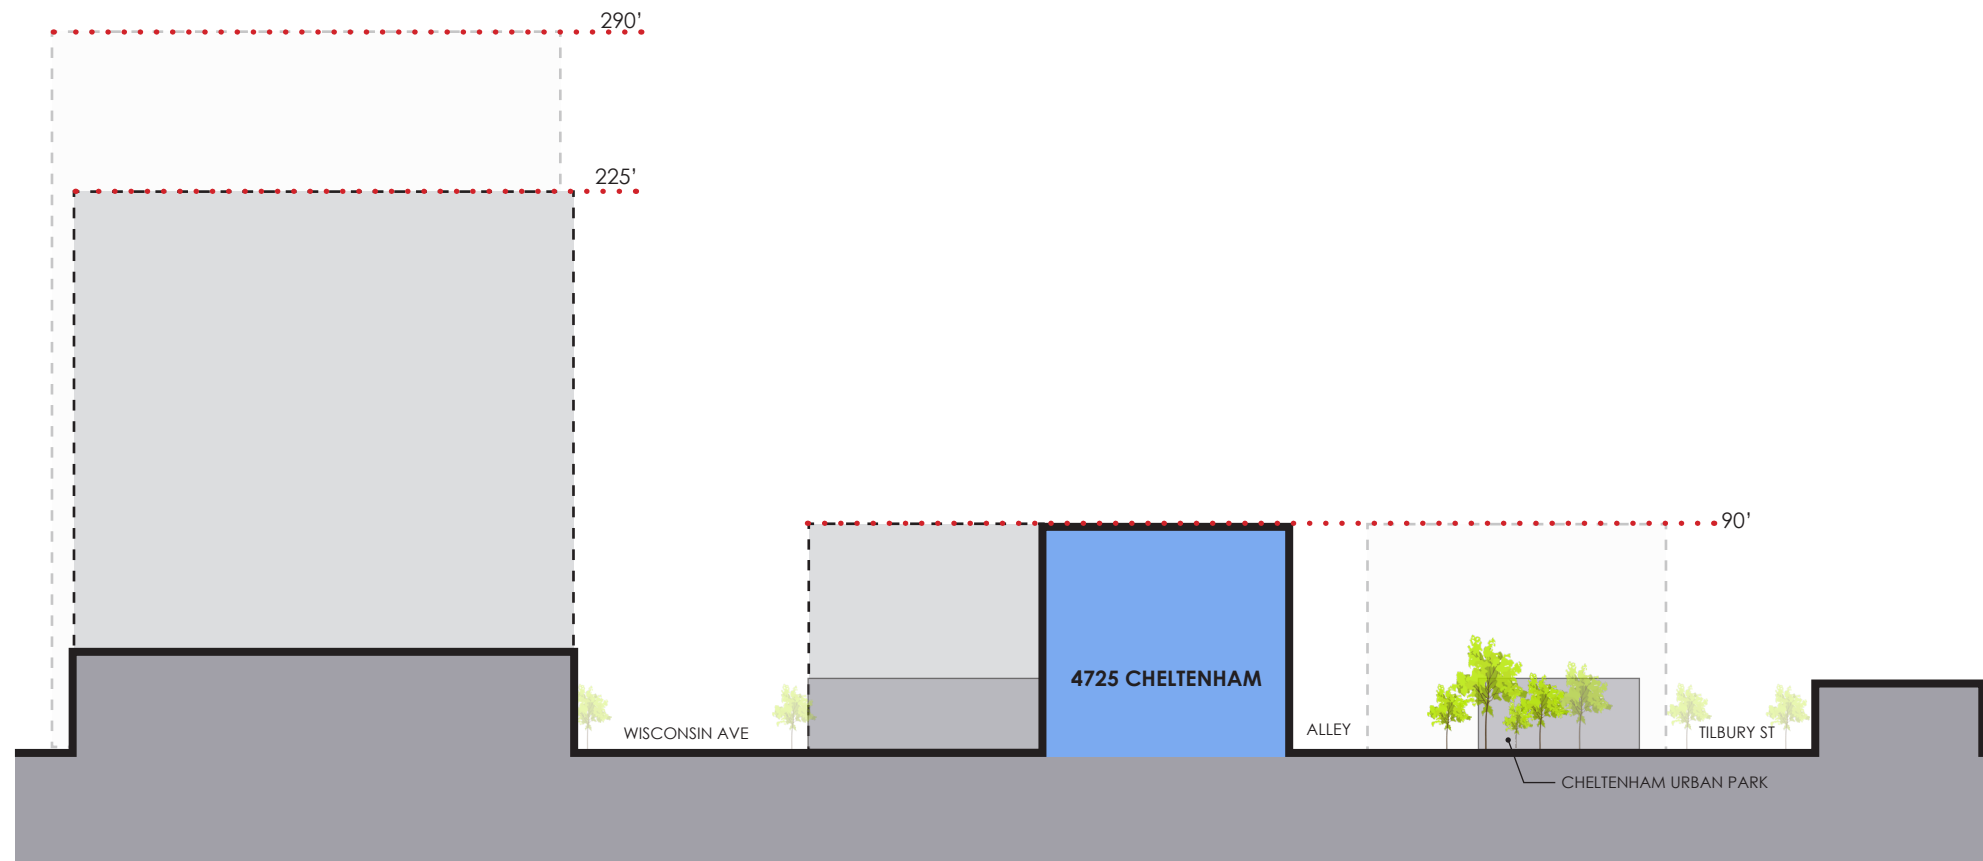 290’
225’
90’
4725 CHELTENHAM
WISCONSIN AVE
ALLEY
TILBURY ST
CHELTENHAM URBAN PARK